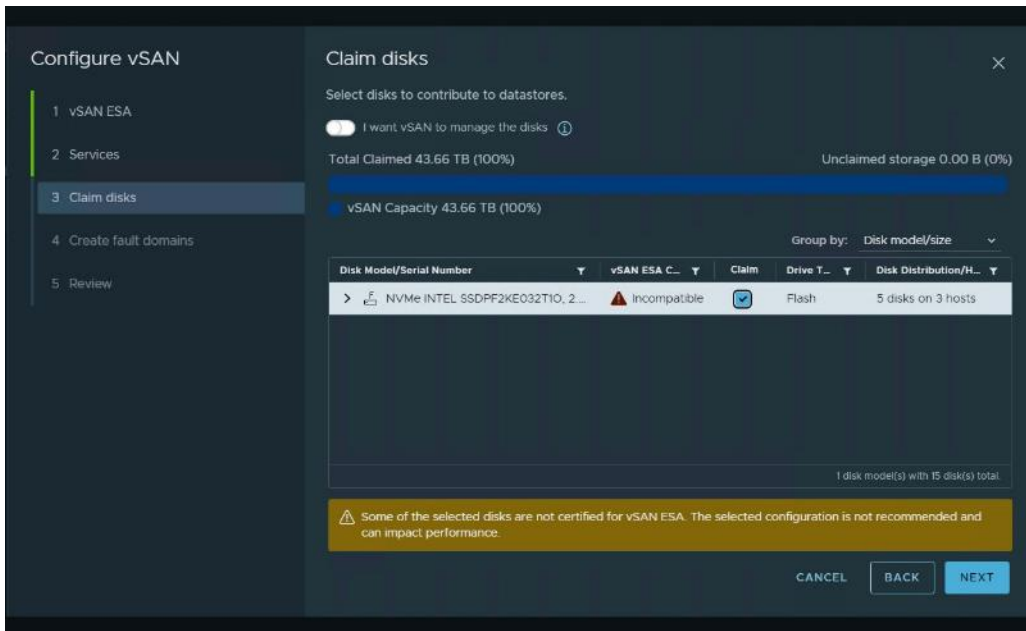 Configure vSAN
1 vSAN ESA
2 Services
3 Claim disks
4 Create fault domains
5 Review
Claim disks
Select disks to contribute to datastores.
I want vSAN to manage the disks
Total Claimed 43.66 TB (100%) Unclaimed storage 0.00 B (0%)
vSAN Capacity 43.66 TB (100%)
Group by: Disk model/size
Disk Model/Serial Number vSAN ESA C... Claim Drive T... Disk Distribution/H...
NVMe INTEL SSDPF2KE032T1O, 2... Incompatible Flash 5 disks on 3 hosts
1 disk model(s) with 15 disk(s) total.
Some of the selected disks are not certified for vSAN ESA. The selected configuration is not recommended and
can impact performance.
CANCEL BACK NEXT